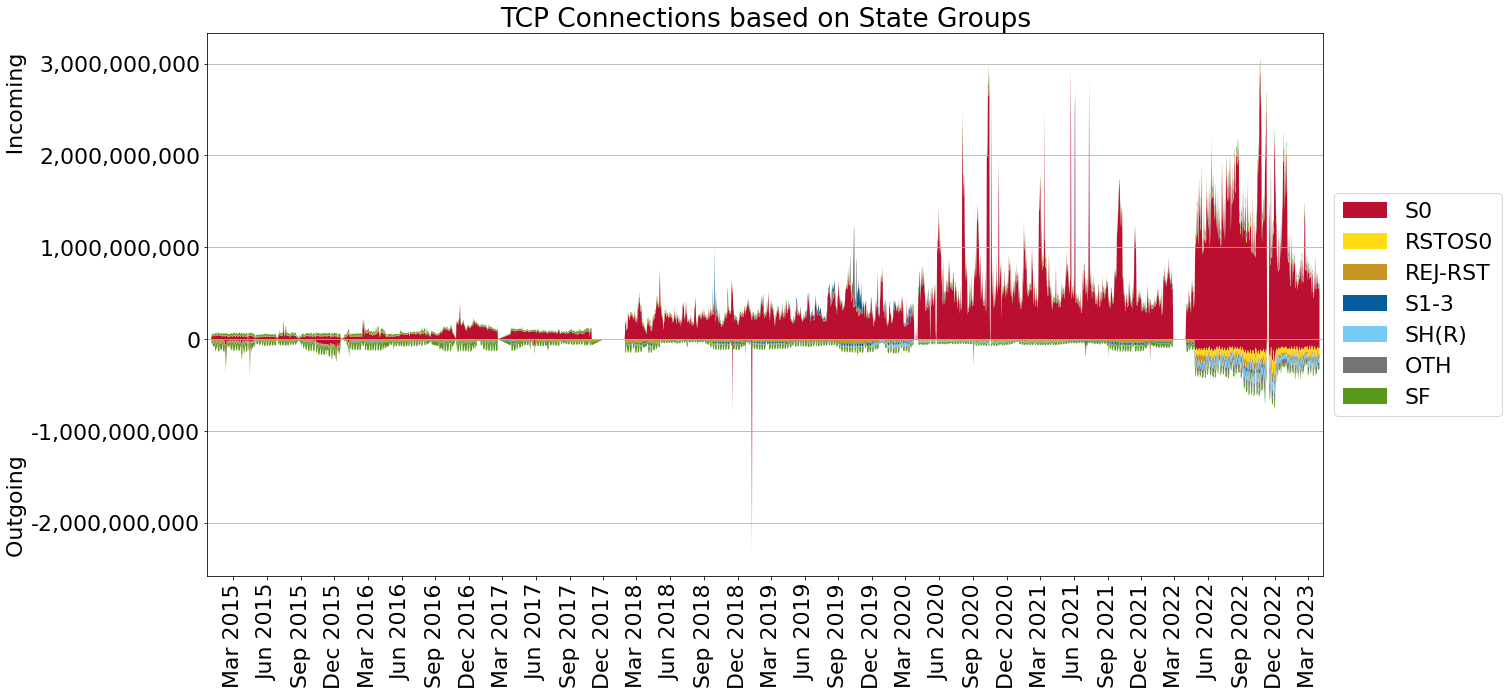 TCP Connections based on State Groups
Incoming
Outgoing
3,000,000,000
2,000,000,000
1,000,000,000
0
-1,000,000,000
-2,000,000,000
Mar 2015
Jun 2015
Sep 2015
Dec 2015
Mar 2016
Jun 2016
Sep 2016
Dec 2016
Mar 2017
Jun 2017
Sep 2017
Dec 2017
Mar 2018
Jun 2018
Sep 2018
Dec 2018
Mar 2019
Jun 2019
Sep 2019
Dec 2019
Mar 2020
Jun 2020
Sep 2020
Dec 2020
Mar 2021
Jun 2021
Sep 2021
Dec 2021
Mar 2022
Jun 2022
Sep 2022
Dec 2022
Mar 2023
S0
RSTOS0
REJ-RST
S1-3
SH(R)
OTH
SF